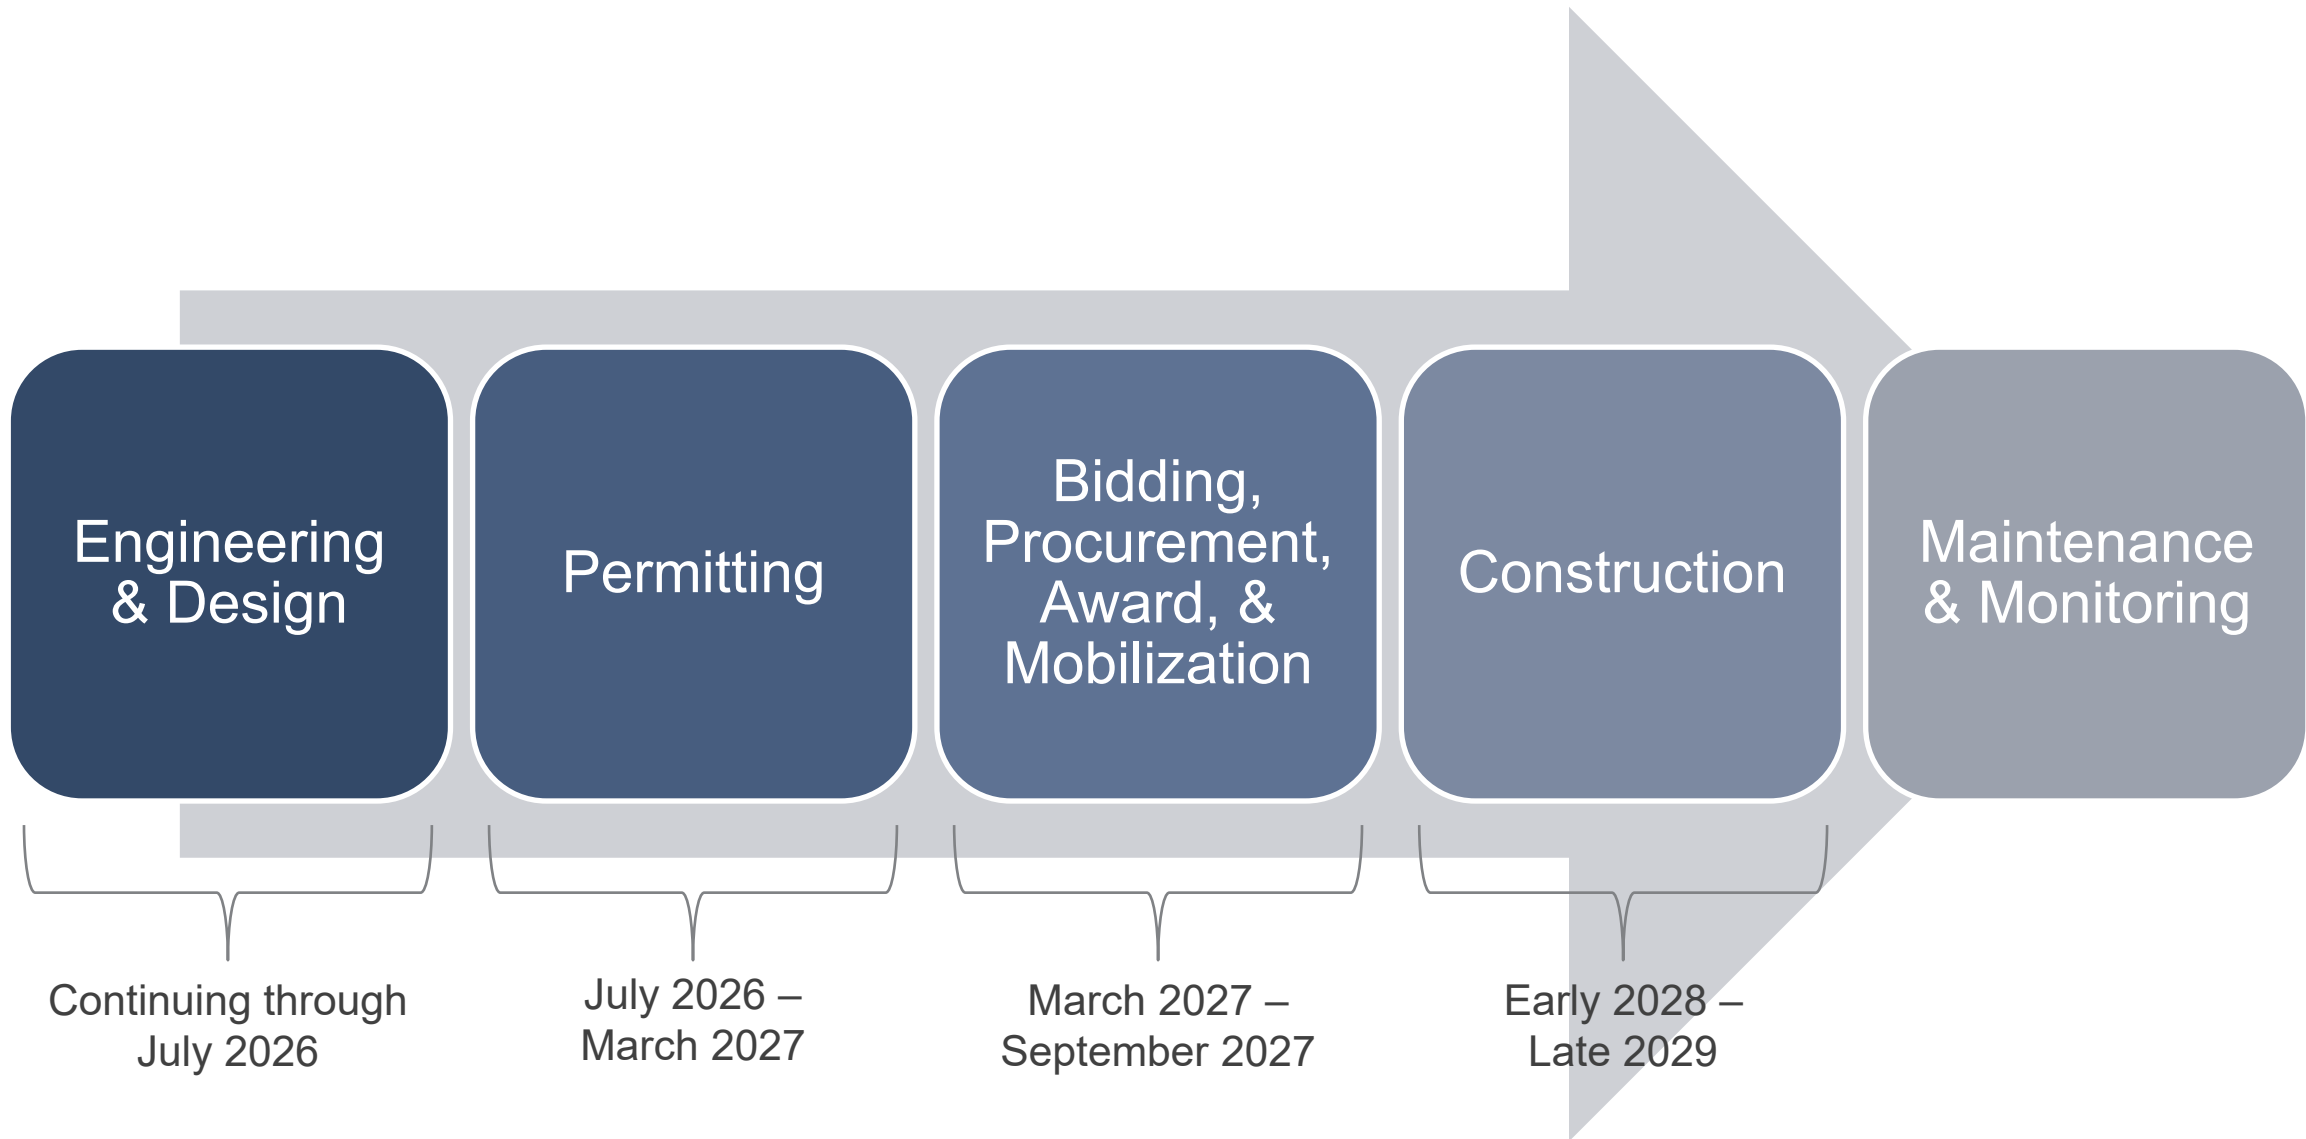 Engineering
& Design
Permitting
Bidding,
Procurement,
Award, &
Mobilization
Construction
Maintenance
& Monitoring
Continuing through
July 2026
July 2026 –
March 2027
March 2027 –
September 2027
Early 2028 –
Late 2029